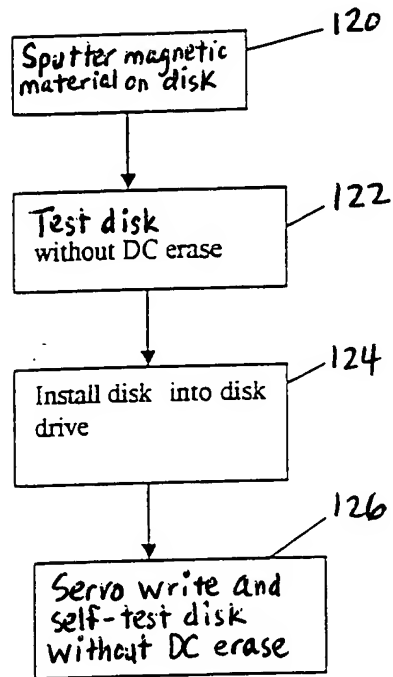 120
Sputter magnetic
material on disk
122
Test disk
without DC erase
124
Install disk into disk
drive
126
Servo write and
self-test disk
without DC erase